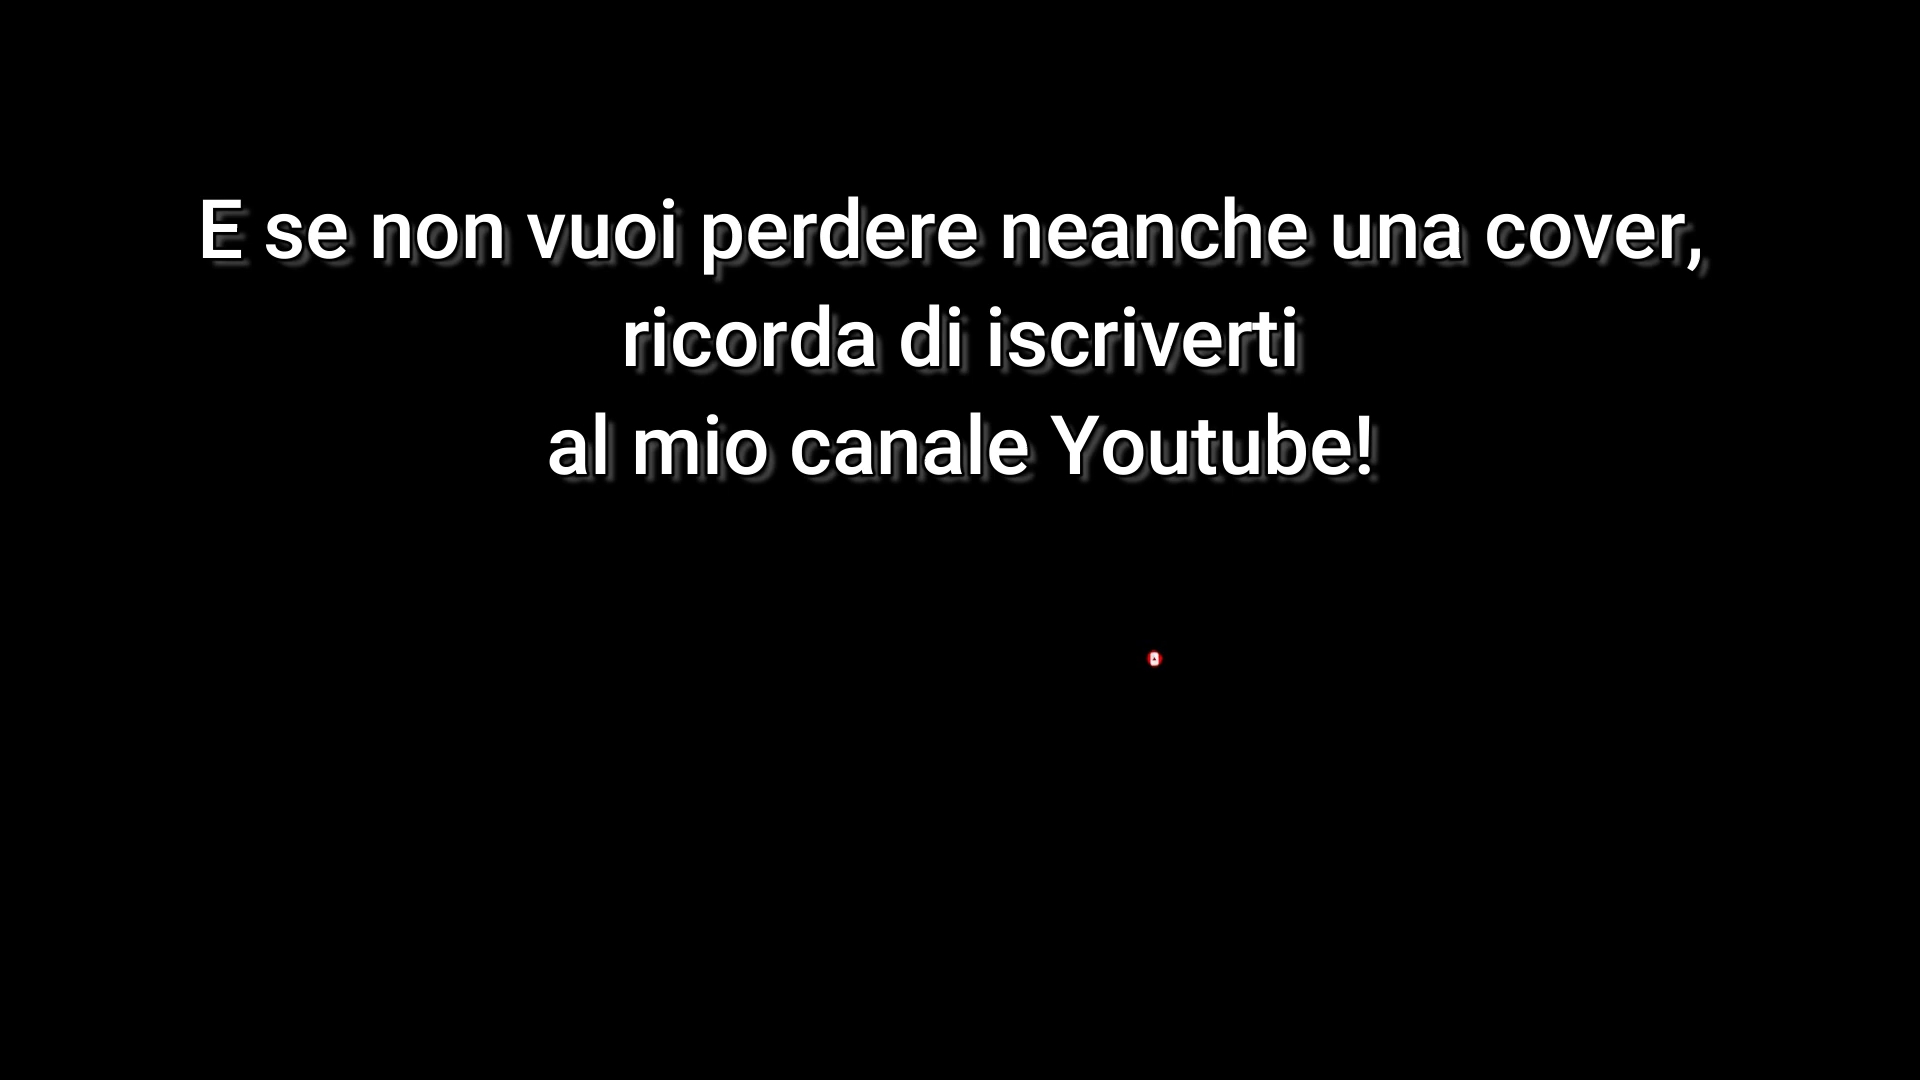 E se non vuoi perdere neanche una cover,
ricorda di iscriverti
al mio canale Youtube!